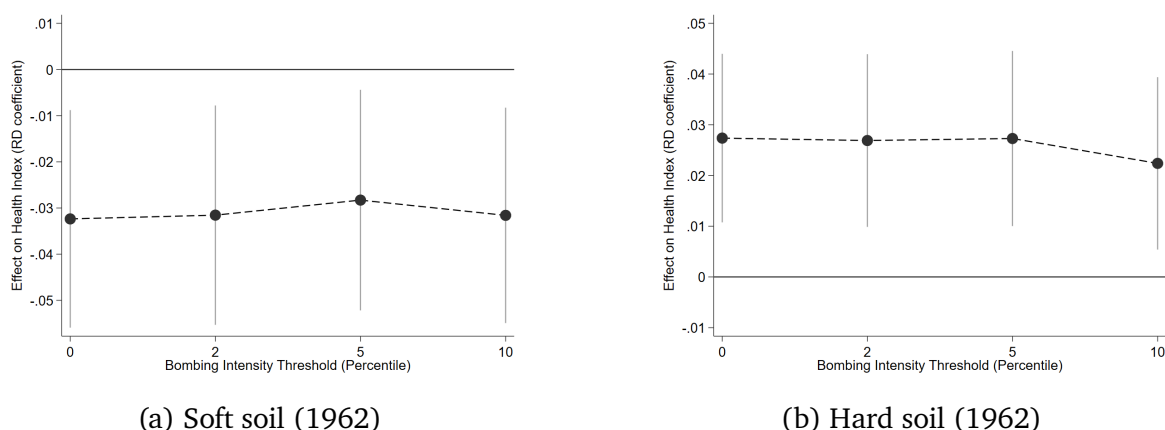 Effect on Health Index (RD coefficient)
.01
0
-.01
-.02
-.03
-.04
-.05
0 2 5 10
Bombing Intensity Threshold (Percentile)
(a) Soft soil (1962)
Effect on Health Index (RD coefficient)
.05
.04
.03
.02
.01
0
-.01
0 2 5 10
Bombing Intensity Threshold (Percentile)
(b) Hard soil (1962)